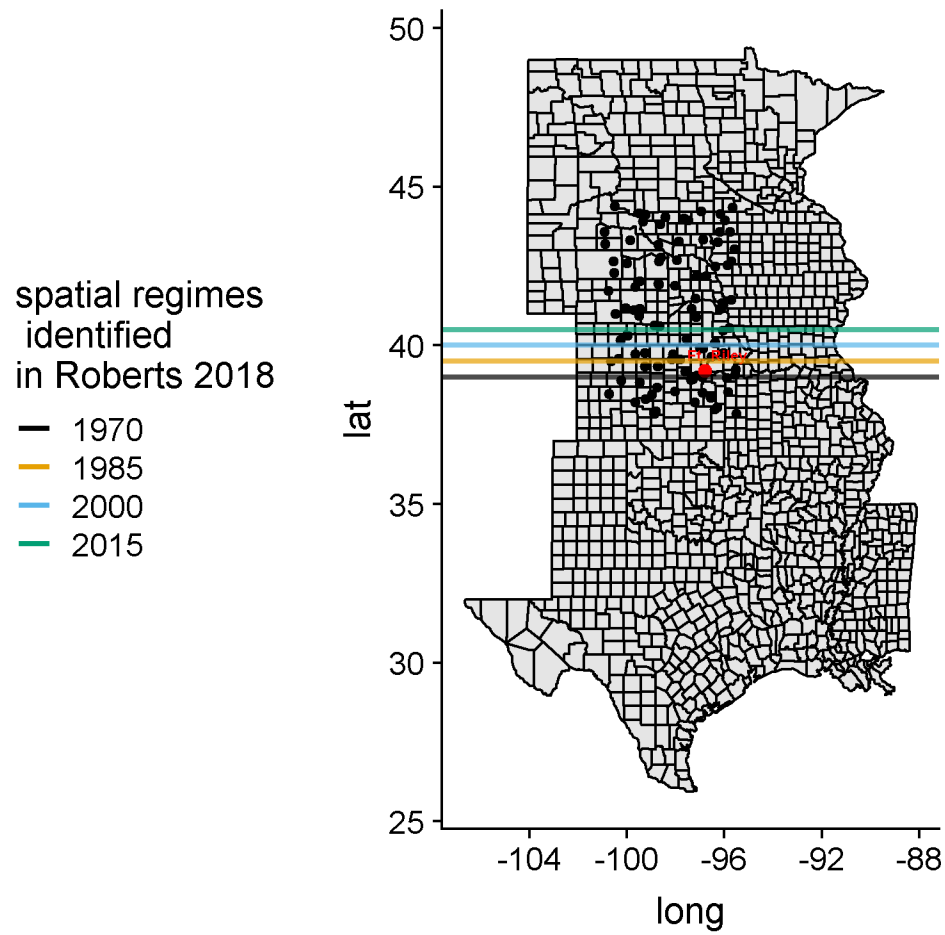 spatial regimes
identified
in Roberts 2018
1970
1985
2000
2015
lat
50
45
40
35
30
25
Ft. Riley
-104
-100
-96
-92
-88
long